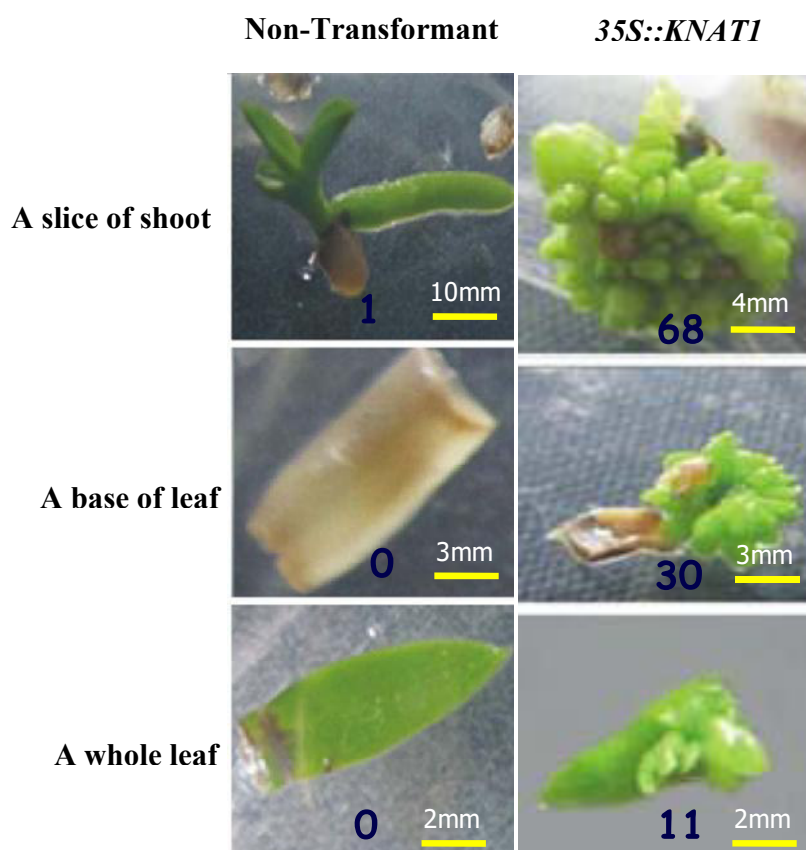 Non-Transformant 35S::KNAT1
A slice of shoot
10mm
1
4mm
68
A base of leaf
3mm
0
3mm
30
A whole leaf
2mm
0
2mm
11